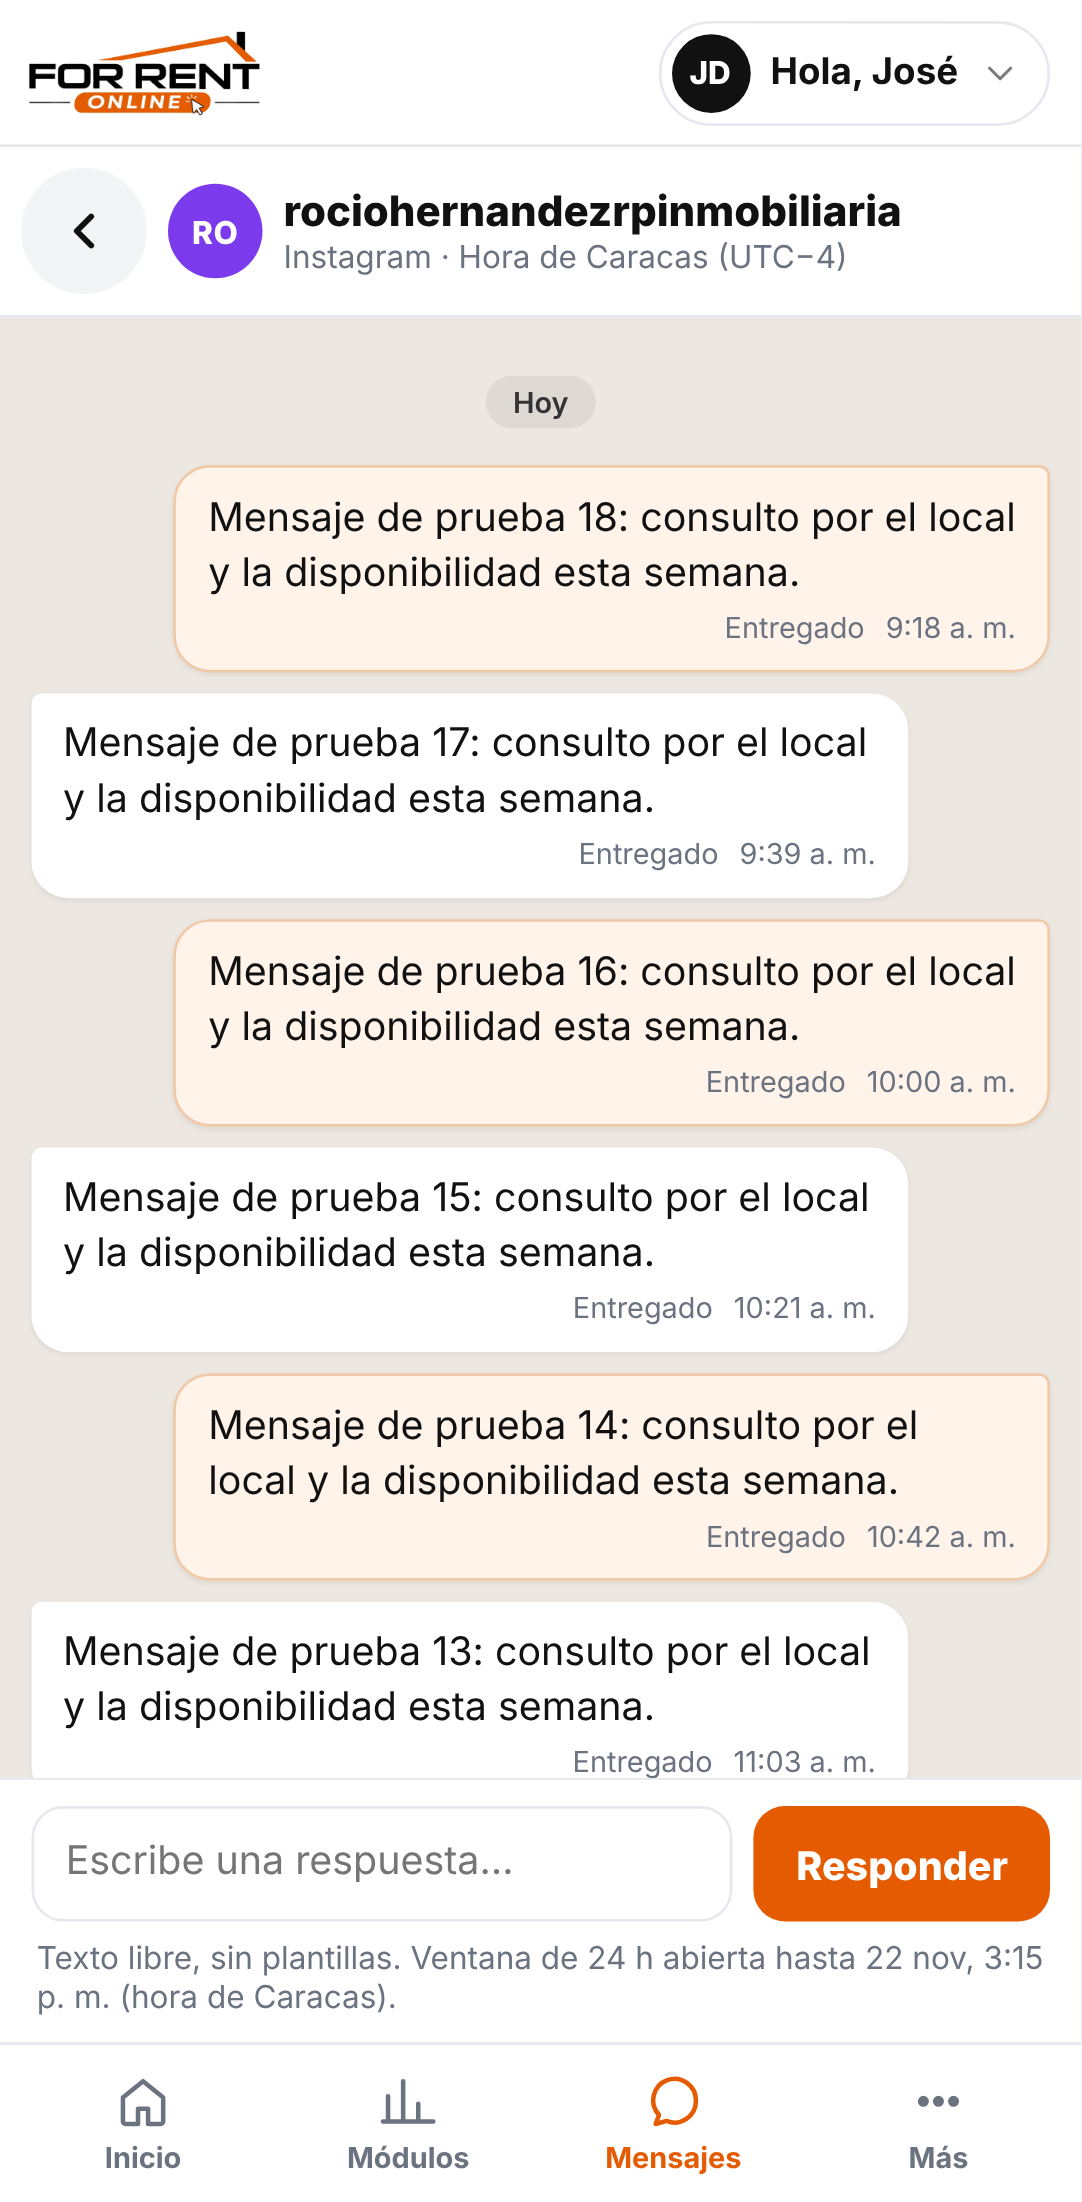 FOR RENT
ONLINE
JD
Hola, José
RO
rociohernandezrpinmobiliaria
Instagram · Hora de Caracas (UTC−4)
Hoy
Mensaje de prueba 18: consulto por el local
y la disponibilidad esta semana.
Entregado 9:18 a. m.
Mensaje de prueba 17: consulto por el local
y la disponibilidad esta semana.
Entregado 9:39 a. m.
Mensaje de prueba 16: consulto por el local
y la disponibilidad esta semana.
Entregado 10:00 a. m.
Mensaje de prueba 15: consulto por el local
y la disponibilidad esta semana.
Entregado 10:21 a. m.
Mensaje de prueba 14: consulto por el
local y la disponibilidad esta semana.
Entregado 10:42 a. m.
Mensaje de prueba 13: consulto por el local
y la disponibilidad esta semana.
Entregado 11:03 a. m.
Escribe una respuesta...
Responder
Texto libre, sin plantillas. Ventana de 24 h abierta hasta 22 nov, 3:15
p. m. (hora de Caracas).
Inicio
Módulos
Mensajes
Más